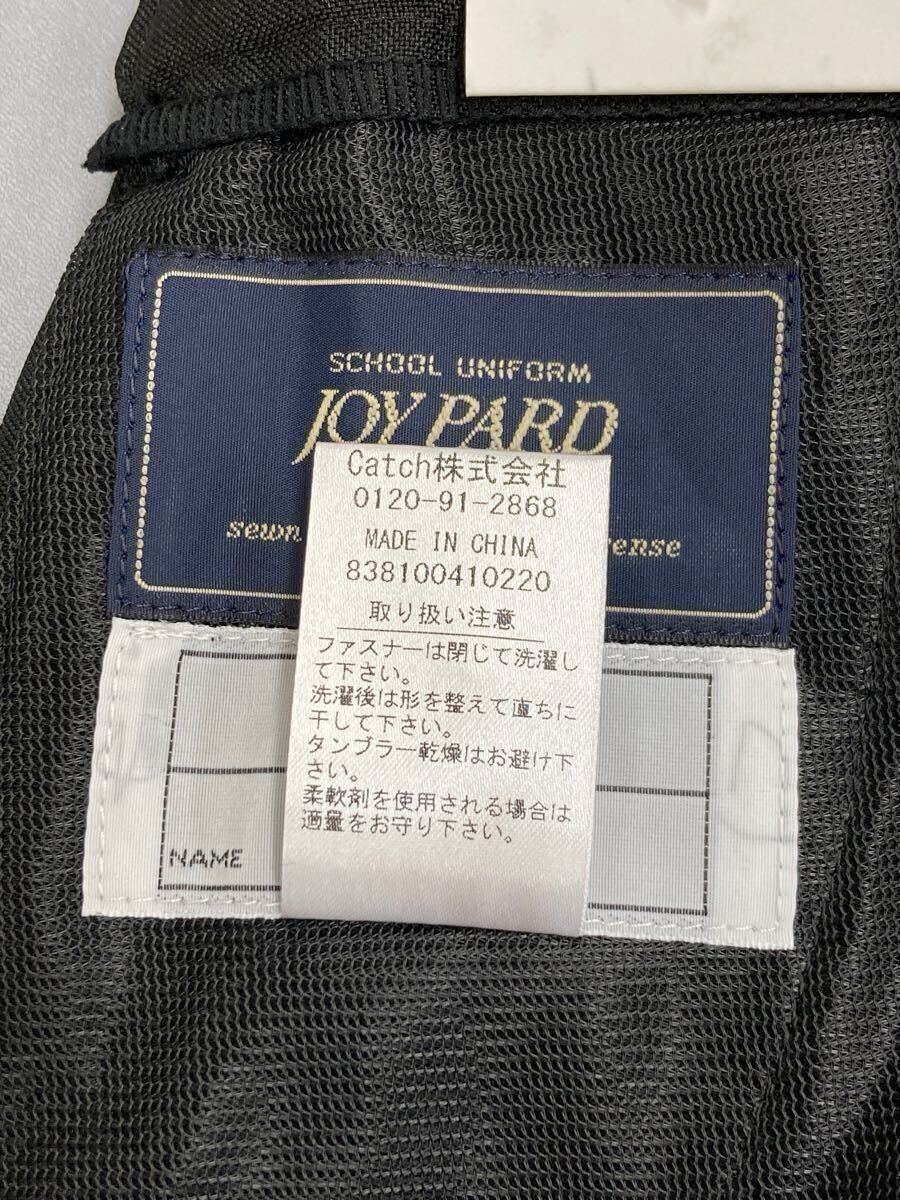 SCHOOL UNIFORM
JOY PARD
Catch株式会社
0120-91-2868
sewn
MADE IN CHINA
838100410220
取り扱い注意
ファスナーは閉じて洗濯し
て下さい。
洗濯後は形を整えて直ちに
干して下さい。
タンブラー乾燥はお避け下
さい。
柔軟剤を使用される場合は
適量をお守り下さい。
NAME